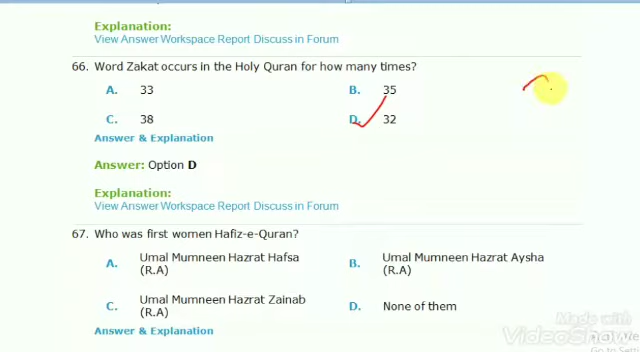 Explanation:
View Answer Workspace Report Discuss in Forum
66. Word Zakat occurs in the Holy Quran for how many times?
A. 33 B. 35
C. 38 D. 32
Answer & Explanation
Answer: Option D
Explanation:
View Answer Workspace Report Discuss in Forum
67. Who was first women Hafiz-e-Quran?
A. Umal Mumneen Hazrat Hafsa (R.A)
B. Umal Mumneen Hazrat Aysha (R.A)
C. Umal Mumneen Hazrat Zainab (R.A)
D. None of them
Answer & Explanation
Made with
VideoShow
Go to Setti